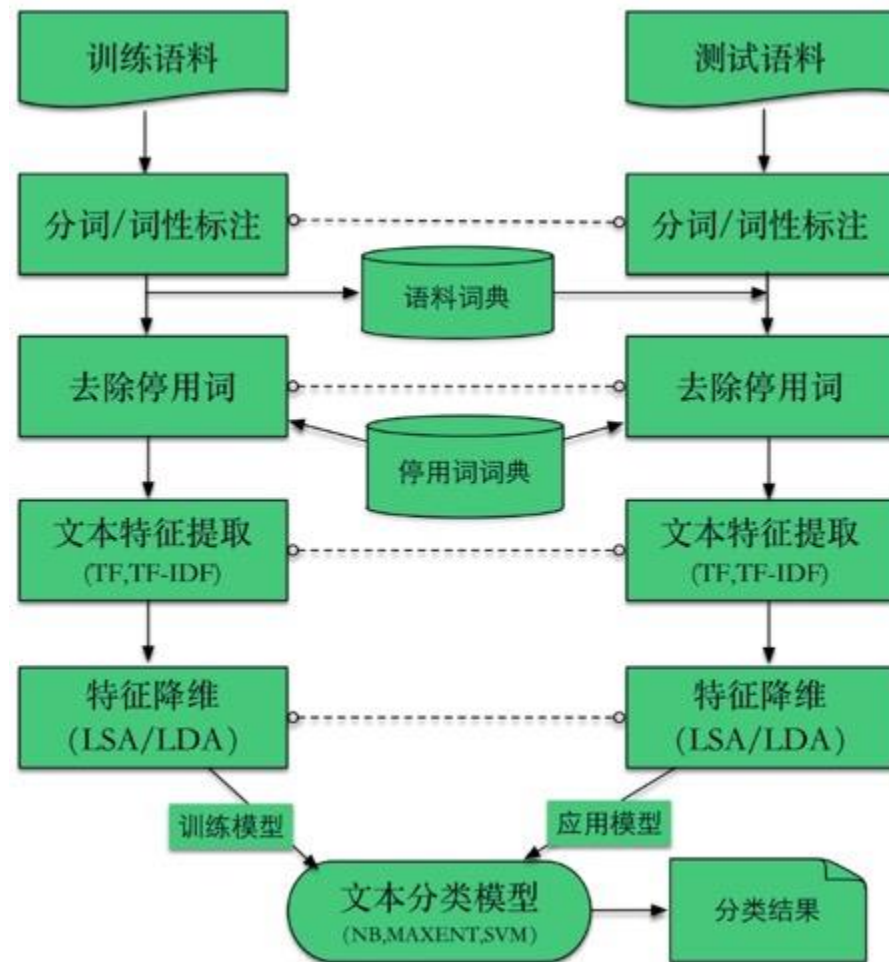 训练语料
测试语料
分词/词性标注
分词/词性标注
语料词典
去除停用词
去除停用词
停用词词典
文本特征提取
(TF,TF-IDF)
文本特征提取
(TF,TF-IDF)
特征降维
(LSA/LDA)
特征降维
(LSA/LDA)
训练模型
应用模型
文本分类模型
(NB,MAXENT,SVM)
分类结果